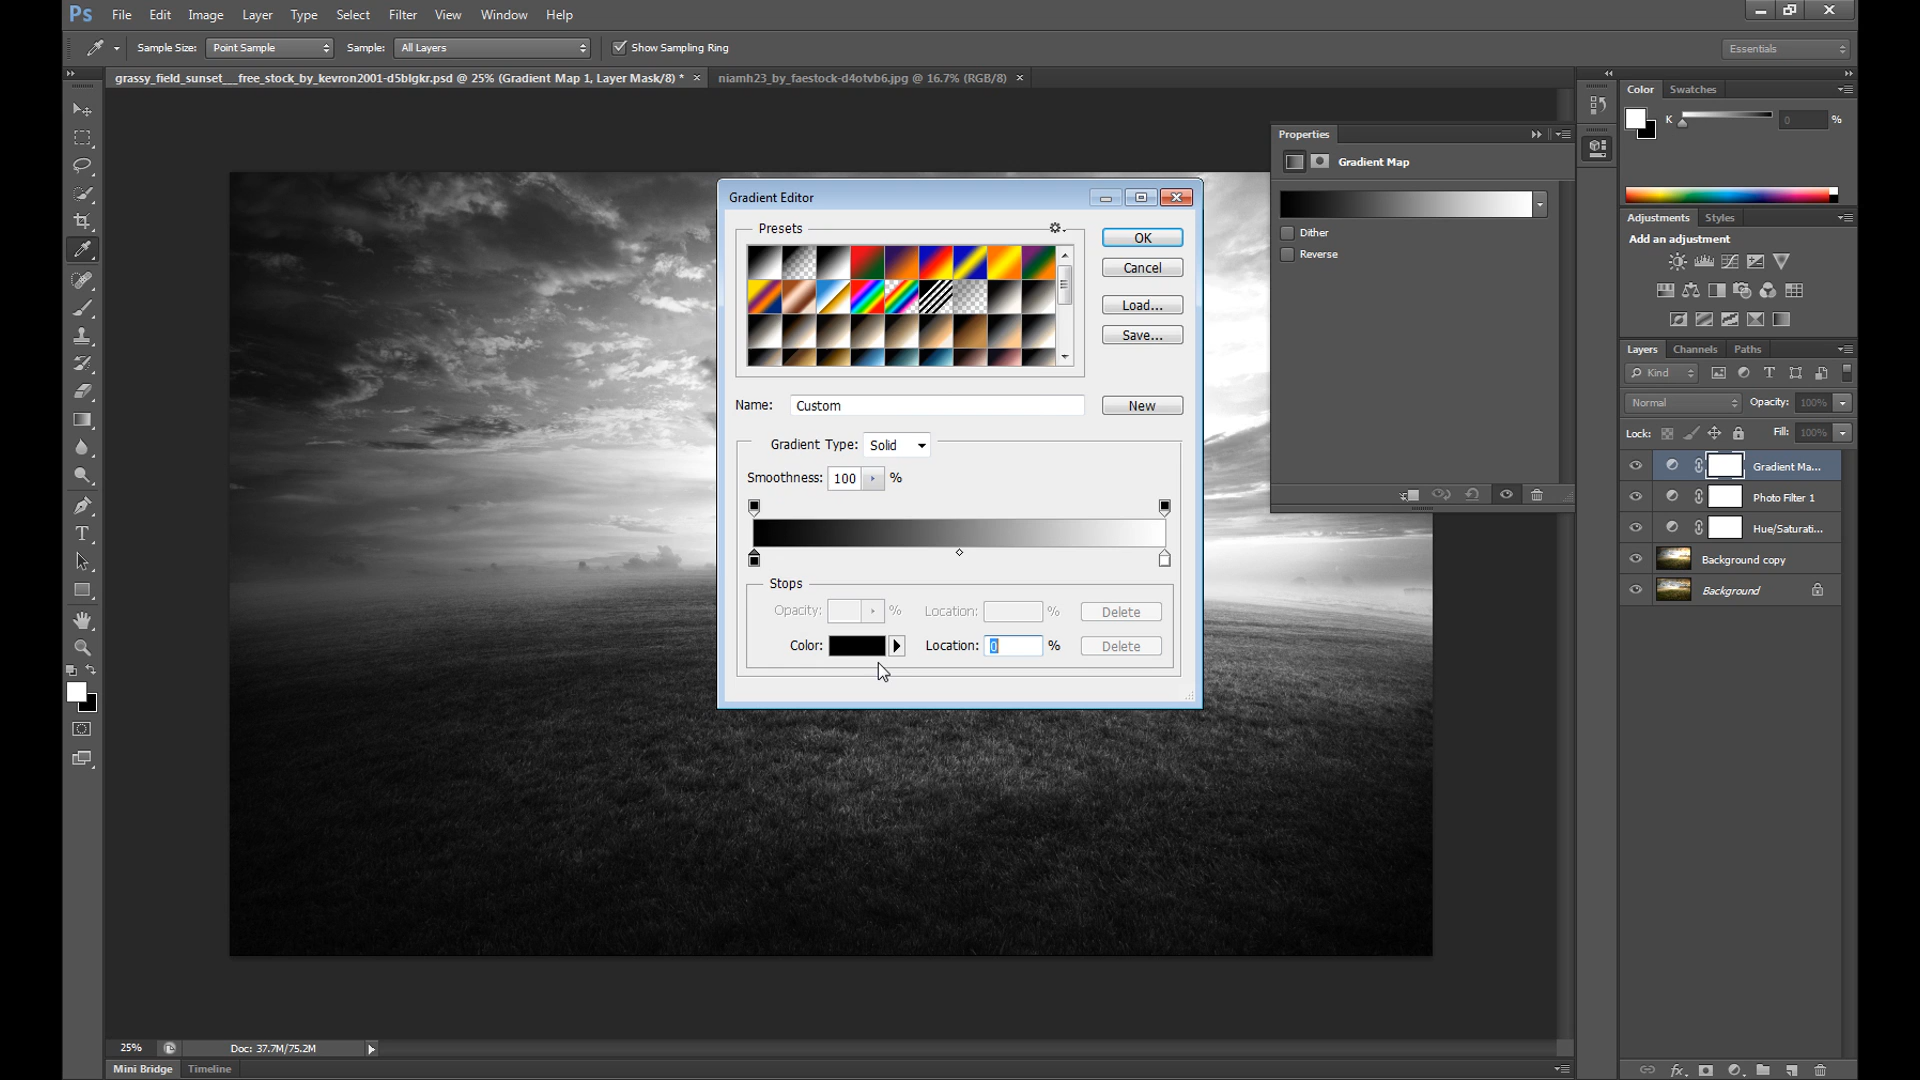 Ps File Edit Image Layer Type Select Filter View Window Help
Sample Size: Point Sample Sample: All Layers Show Sampling Ring Essentials
grassy_field_sunset___free_stock_by_kevron2001-d5blgkr.psd @ 25% (Gradient Map 1, Layer Mask/8) * niamh23_by_faestock-d4otvb6.jpg @ 16.7% (RGB/8)
Color Swatches
K 0 %
Properties
Gradient Map
Dither
Reverse
Adjustments Styles
Add an adjustment
Layers Channels Paths
Kind
Normal Opacity: 100%
Lock: Fill: 100%
Gradient Ma...
Photo Filter 1
Hue/Saturati...
Background copy
Background
Gradient Editor
Presets
OK
Cancel
Load...
Save...
Name: Custom New
Gradient Type: Solid
Smoothness: 100 %
Stops
Opacity: % Location: % Delete
Color: Location: 0 % Delete
25% Doc: 37.7M/75.2M
Mini Bridge Timeline